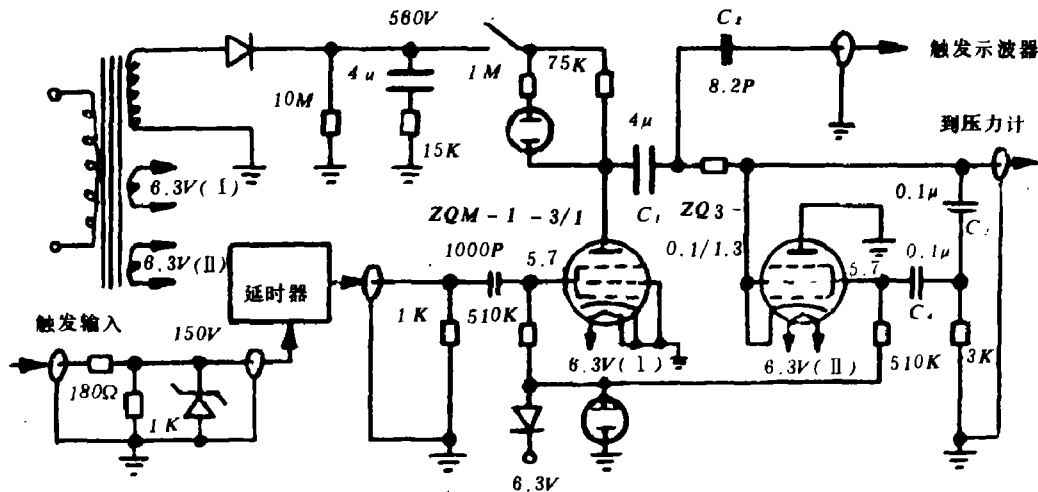 560V
C₂
触发示波器
4μ
1M
75K
8.2P
10M
15K
4μ
到压力计
6.3V(Ⅰ)
C₁
0.1μ
ZQM-1-3/1
ZQ3-
0.1/1.3
6.3V(Ⅱ)
1000P
5.7
5.7
0.1μ
延时器
触发输入
150V
1K
510K
C₄
180Ω
1K
6.3V(Ⅰ)
6.3V(Ⅱ)
510K
3K
6.3V